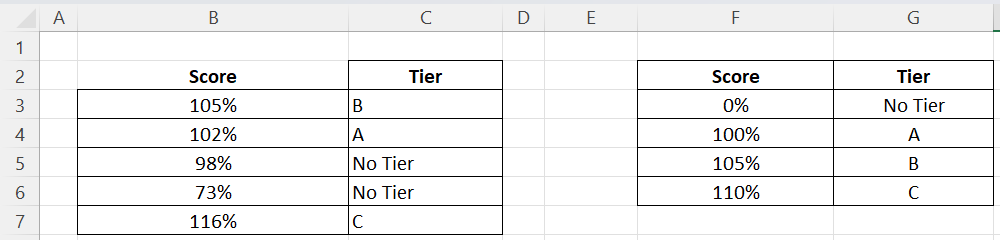 A B C D E F G
1
2 Score Tier Score Tier
3 105% B 0% No Tier
4 102% A 100% A
5 98% No Tier 105% B
6 73% No Tier 110% C
7 116% C